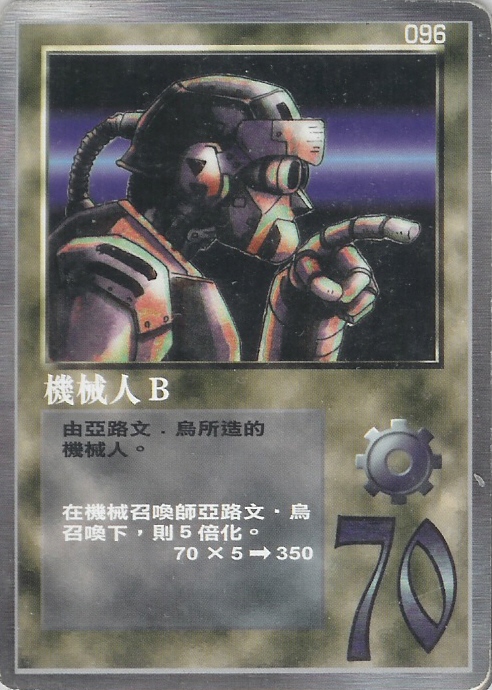 096
機械人 B
由亞路文．烏所造的
機械人。
在機械召喚師亞路文．烏
召喚下，則5倍化。
70 × 5 ➡ 350
70